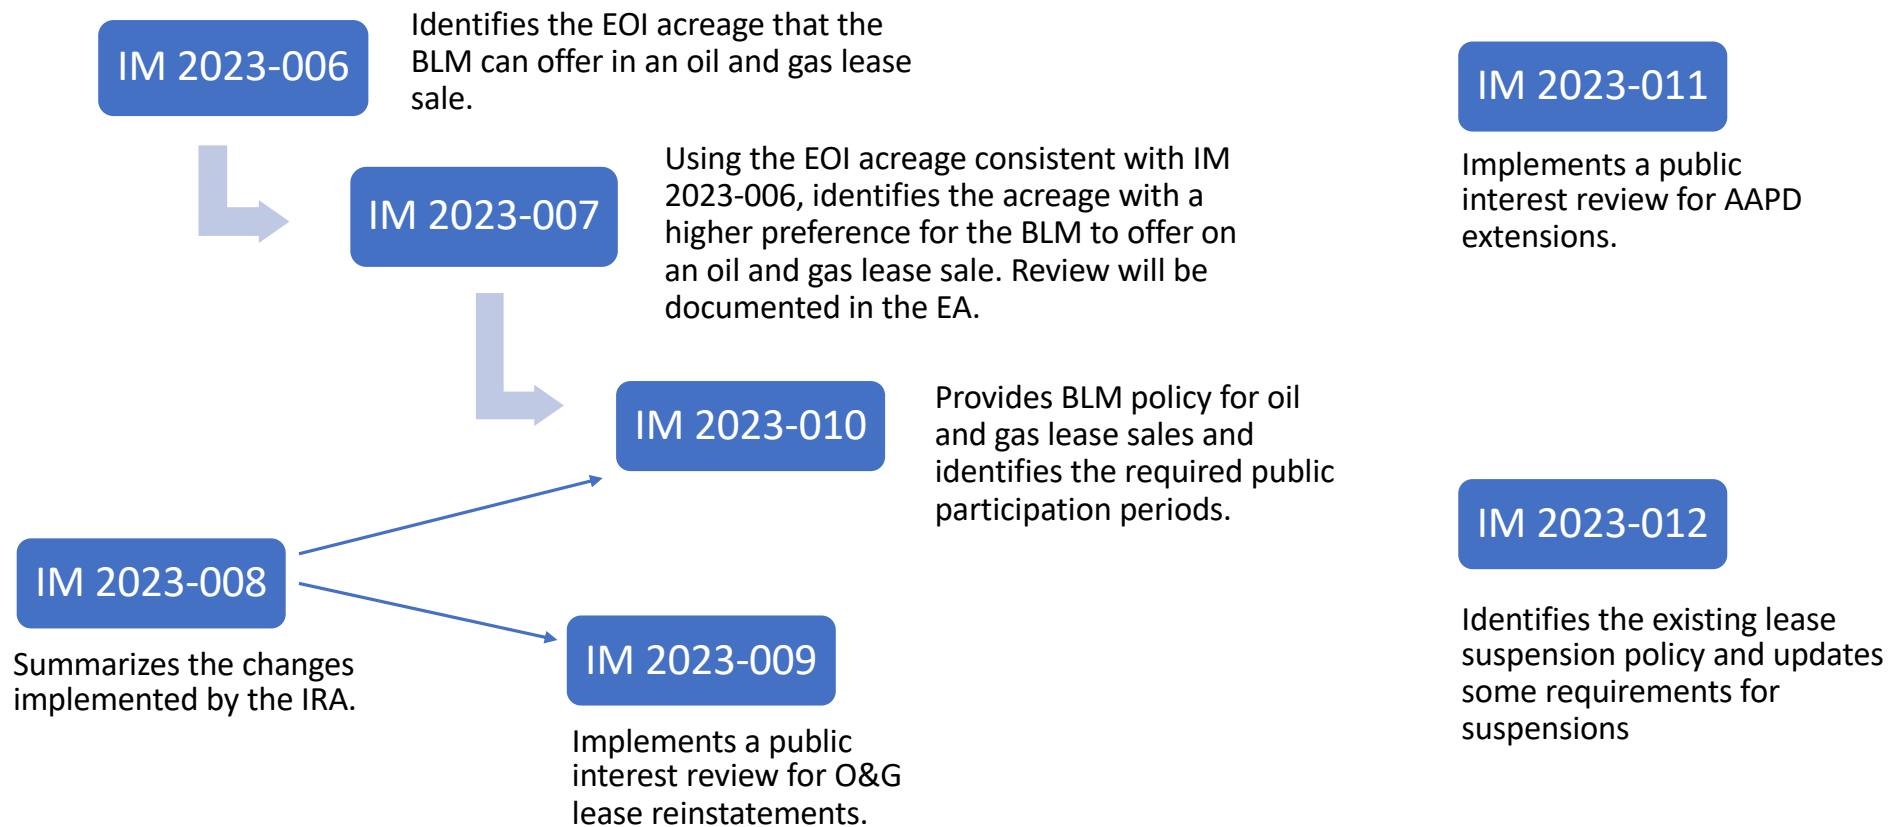 IM 2023-006
Identifies the EOI acreage that the
BLM can offer in an oil and gas lease
sale.
IM 2023-007
Using the EOI acreage consistent with IM
2023-006, identifies the acreage with a
higher preference for the BLM to offer on
an oil and gas lease sale. Review will be
documented in the EA.
IM 2023-010
Provides BLM policy for oil
and gas lease sales and
identifies the required public
participation periods.
IM 2023-008
Summarizes the changes
implemented by the IRA.
IM 2023-009
Implements a public
interest review for O&G
lease reinstatements.
IM 2023-011
Implements a public
interest review for AAPD
extensions.
IM 2023-012
Identifies the existing lease
suspension policy and updates
some requirements for
suspensions